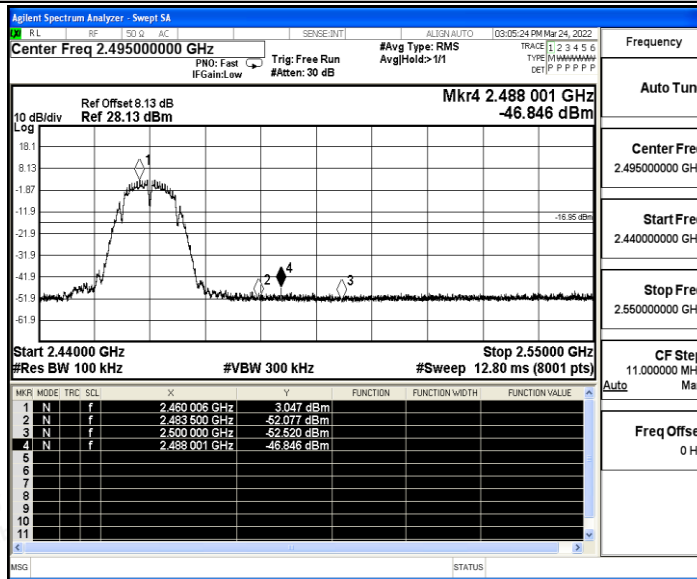 Agilent Spectrum Analyzer - Swept SA
RL RF 50 Ω AC SENSE:INT ALIGN AUTO 03:05:24 PM Mar 24, 2022
Center Freq 2.495000000 GHz
PNO: Fast
IFGain:Low
Trig: Free Run
#Atten: 30 dB
#Avg Type: RMS
Avg|Hold:>1/1
TRACE 1 2 3 4 5 6
TYPE M
DET P P P P P P
Frequency
Ref Offset 8.13 dB
Ref 28.13 dBm
Mkr4 2.488 001 GHz
-46.846 dBm
10 dB/div
Log
18.1
8.13
-1.87
-11.9
-21.9
-31.9
-41.9
-51.9
-61.9
1
2
4
3
-16.95 dBm
Start 2.44000 GHz
#Res BW 100 kHz
#VBW 300 kHz
Stop 2.55000 GHz
#Sweep 12.80 ms (8001 pts)
MKR MODE TRC SCL X Y FUNCTION FUNCTION WIDTH FUNCTION VALUE
1 N f 2.460 006 GHz 3.047 dBm
2 N f 2.483 500 GHz -52.077 dBm
3 N f 2.500 000 GHz -52.520 dBm
4 N f 2.488 001 GHz -46.846 dBm
5
6
7
8
9
10
11
MSG STATUS
Auto Tun
Center Fre
2.495000000 GH
Start Fre
2.440000000 GH
Stop Fre
2.550000000 GH
CF Step
11.000000 MH
Auto Ma
Freq Offse
0 H